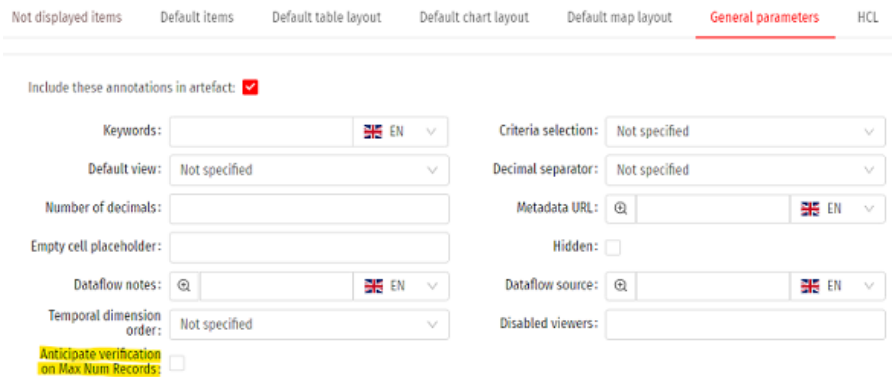 Not displayed items Default items Default table layout Default chart layout Default map layout General parameters HCL
Include these annotations in artefact:
Keywords: EN Criteria selection: Not specified
Default view: Not specified Decimal separator: Not specified
Number of decimals: Metadata URL: EN
Empty cell placeholder: Hidden:
Dataflow notes: EN Dataflow source: EN
Temporal dimension
order: Not specified Disabled viewers:
Anticipate verification
on Max Num Records: